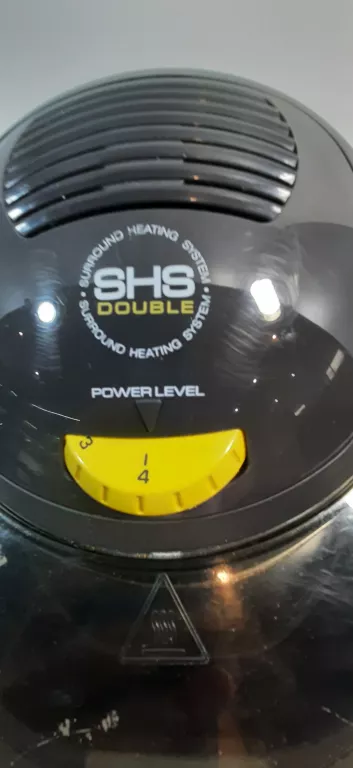 SURROUND HEATING SYSTEM
SHS
DOUBLE
SURROUND HEATING SYSTEM
POWER LEVEL
3
4